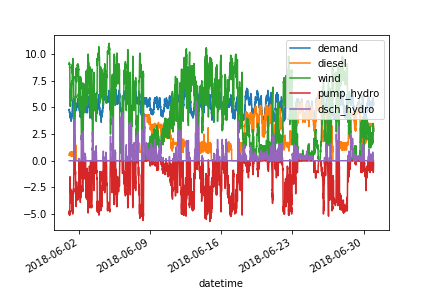 demand
diesel
wind
pump_hydro
dsch_hydro
10.0
7.5
5.0
2.5
0.0
−2.5
−5.0
2018-06-02
2018-06-09
2018-06-16
2018-06-23
2018-06-30
datetime